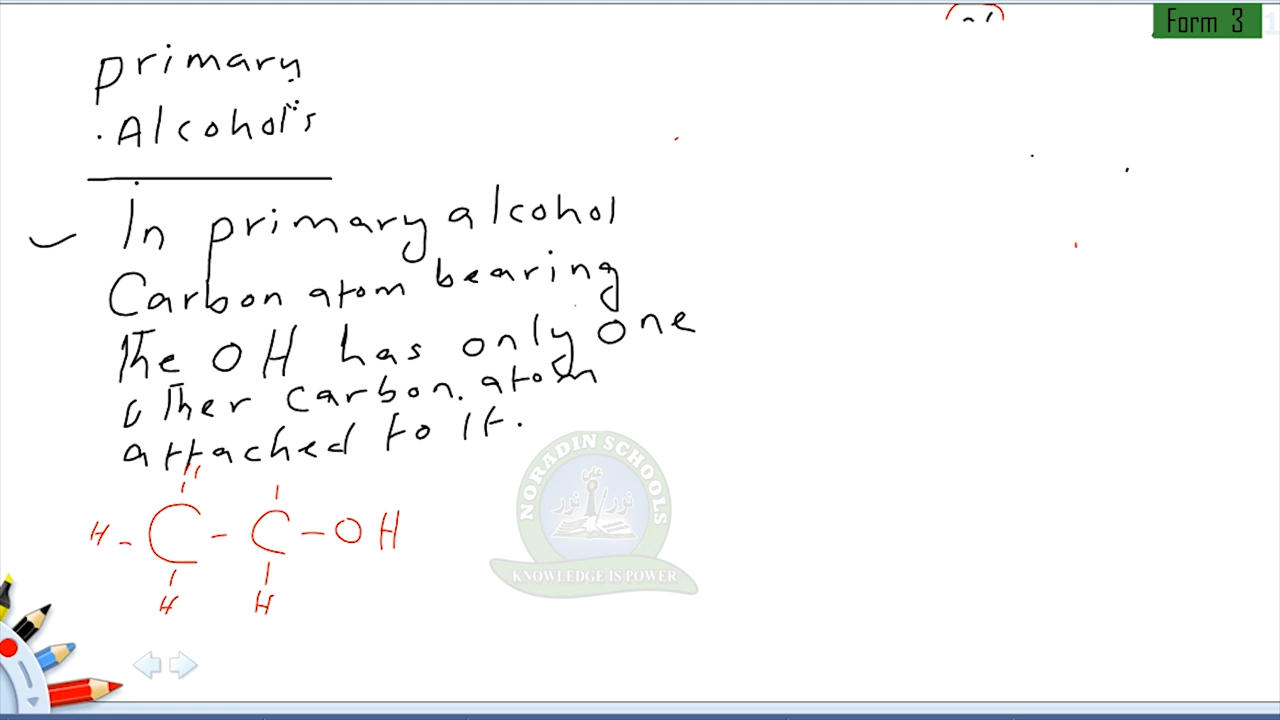 Form 3
primary
Alcohols
In primary alcohol
Carbon atom bearing
The OH has only one
other carbon atom
attached to it.
H
H - C - C - OH
H H
NORADIN SCHOOLS
KNOWLEDGE IS POWER